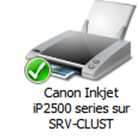 Canon Inkjet
iP2500 series sur
SRV-CLUST